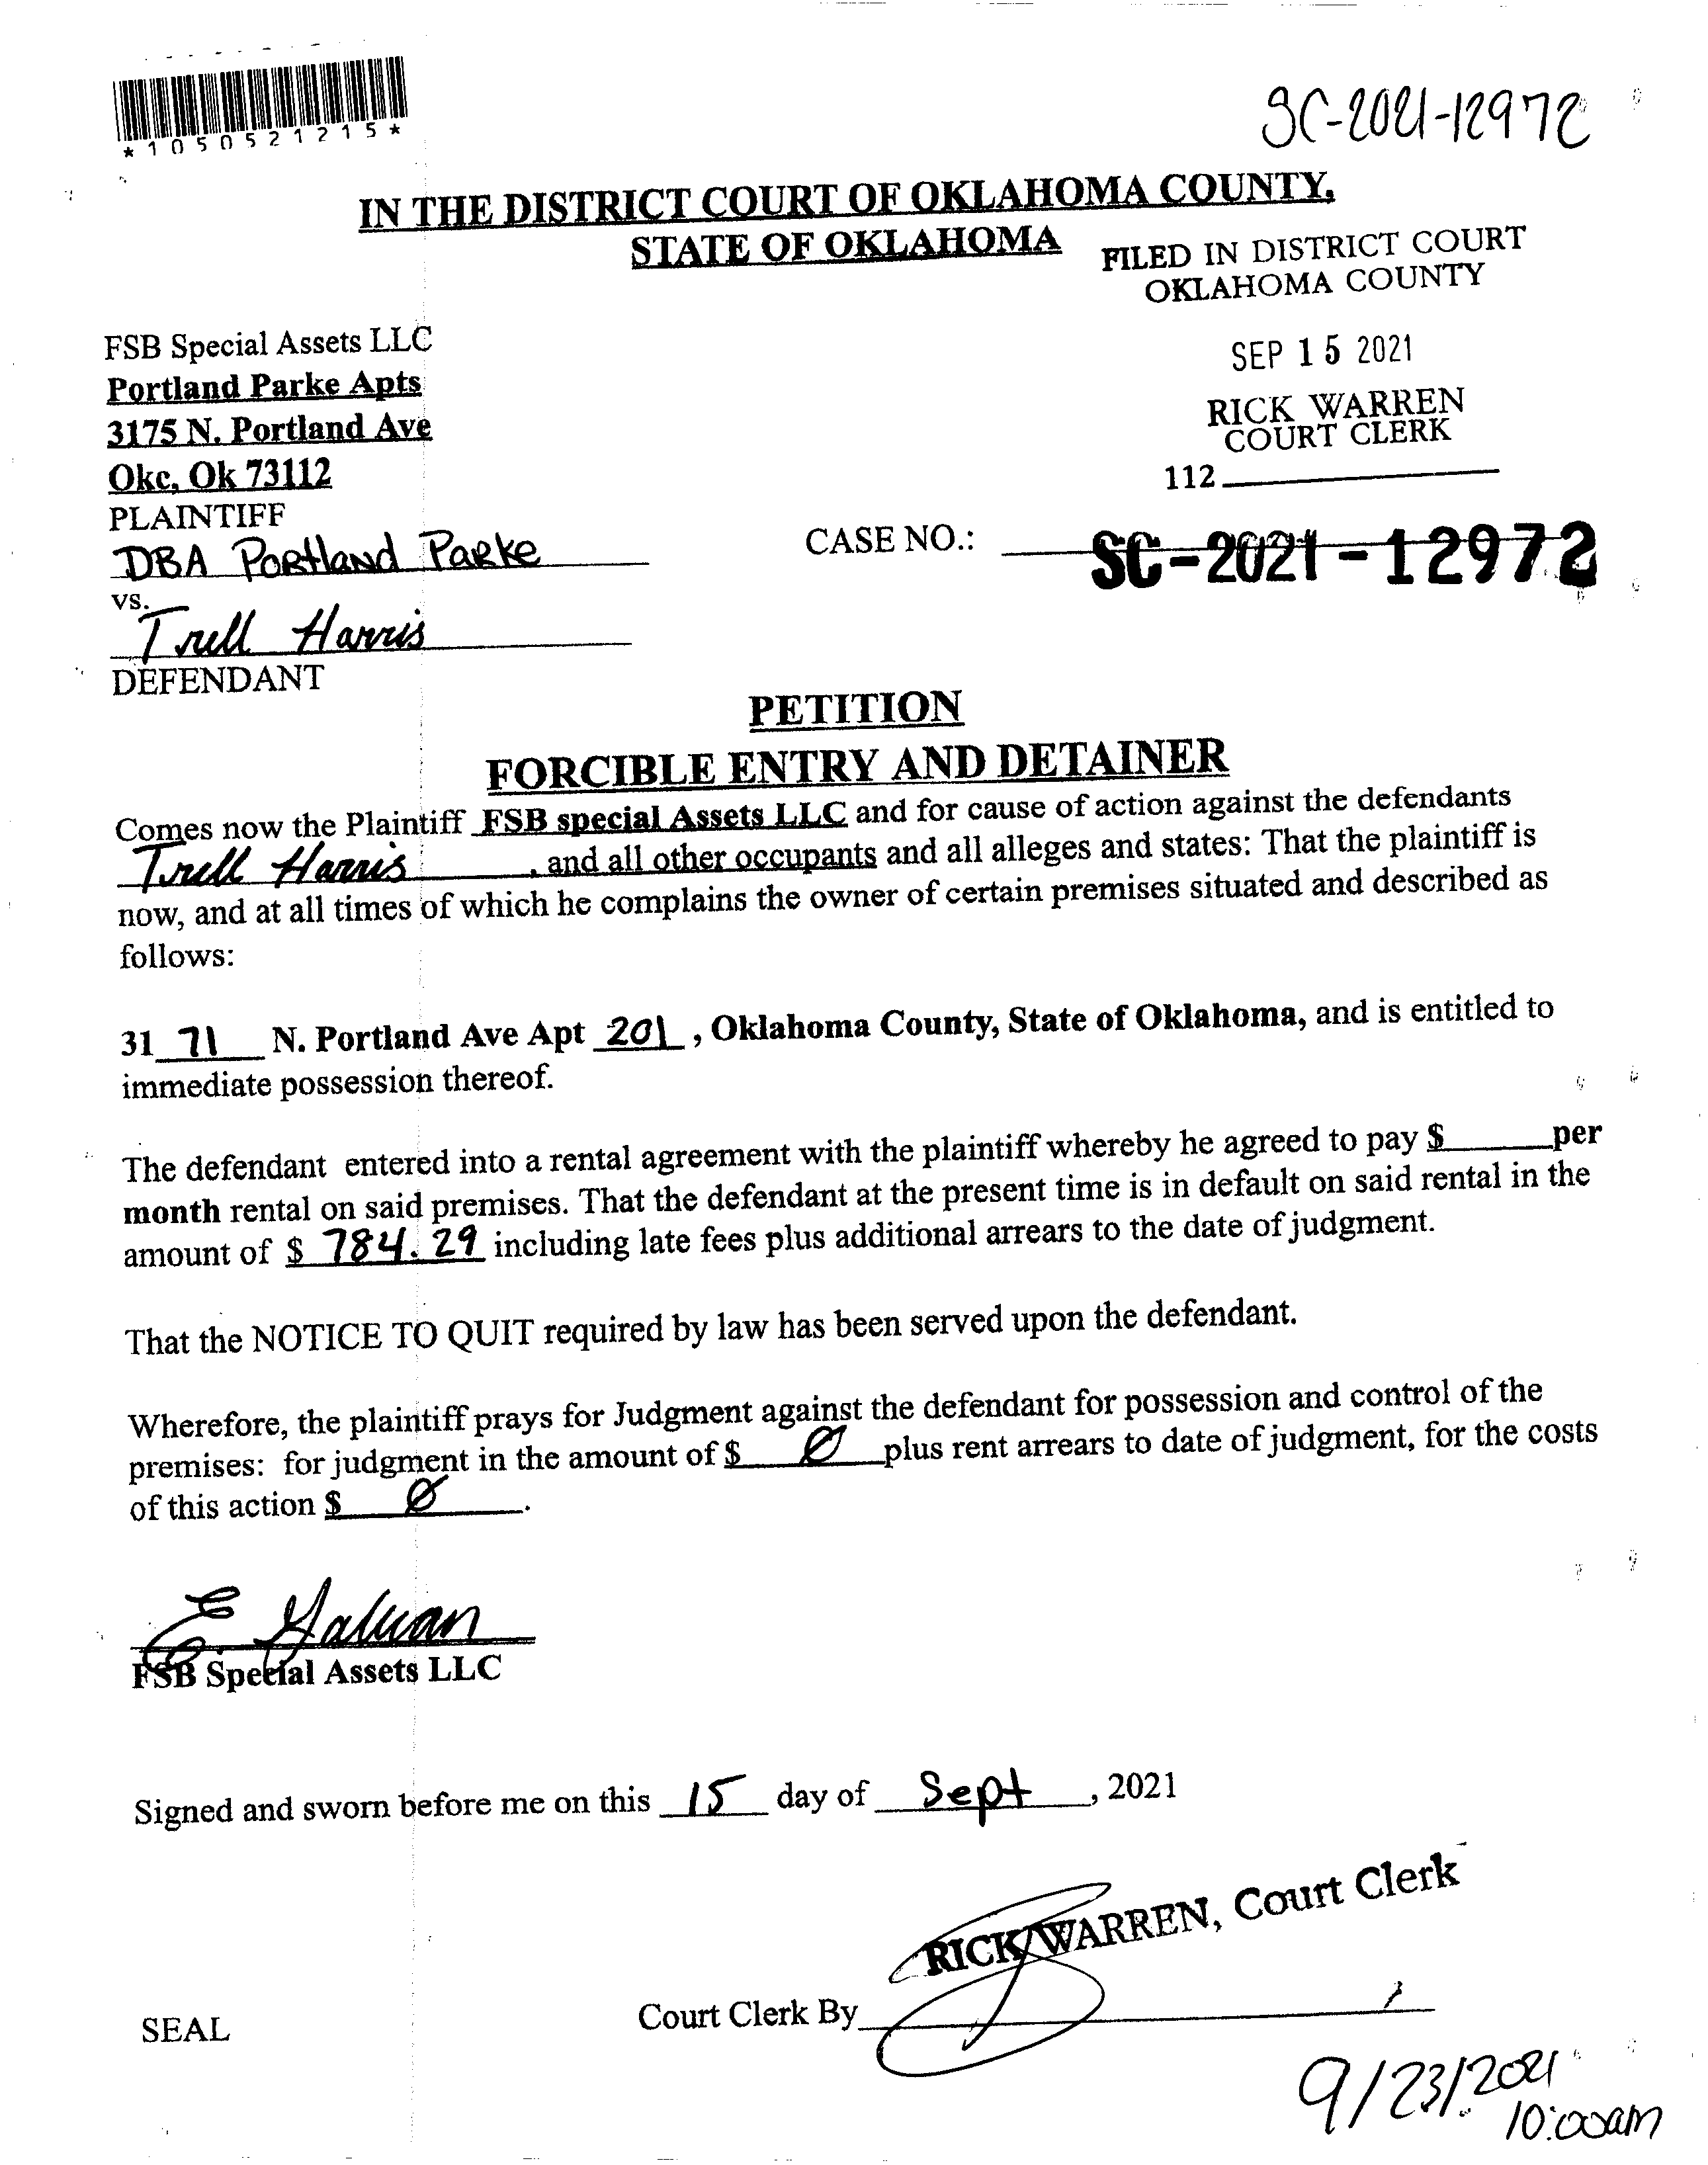 *1050521215*
SC-2021-12972
IN THE DISTRICT COURT OF OKLAHOMA COUNTY,
STATE OF OKLAHOMA
FILED IN DISTRICT COURT
OKLAHOMA COUNTY
SEP 15 2021
RICK WARREN
COURT CLERK
112
FSB Special Assets LLC
Portland Parke Apts
3175 N. Portland Ave
Okc, Ok 73112
PLAINTIFF
DBA Portland Parke
CASE NO.: SC-2021-12972
vs.
Trell Harris
DEFENDANT
PETITION
FORCIBLE ENTRY AND DETAINER
Comes now the Plaintiff FSB special Assets LLC and for cause of action against the defendants
Trell Harris, and all other occupants and all alleges and states: That the plaintiff is
now, and at all times of which he complains the owner of certain premises situated and described as
follows:
31 71 N. Portland Ave Apt 201, Oklahoma County, State of Oklahoma, and is entitled to
immediate possession thereof.
The defendant entered into a rental agreement with the plaintiff whereby he agreed to pay $______per
month rental on said premises. That the defendant at the present time is in default on said rental in the
amount of $ 784.29 including late fees plus additional arrears to the date of judgment.
That the NOTICE TO QUIT required by law has been served upon the defendant.
Wherefore, the plaintiff prays for Judgment against the defendant for possession and control of the
premises: for judgment in the amount of $ Ø plus rent arrears to date of judgment, for the costs
of this action $ Ø.
E. Galvan
FSB Special Assets LLC
Signed and sworn before me on this 15 day of Sept, 2021
RICK WARREN, Court Clerk
SEAL
Court Clerk By
9/23/2021
10:00am